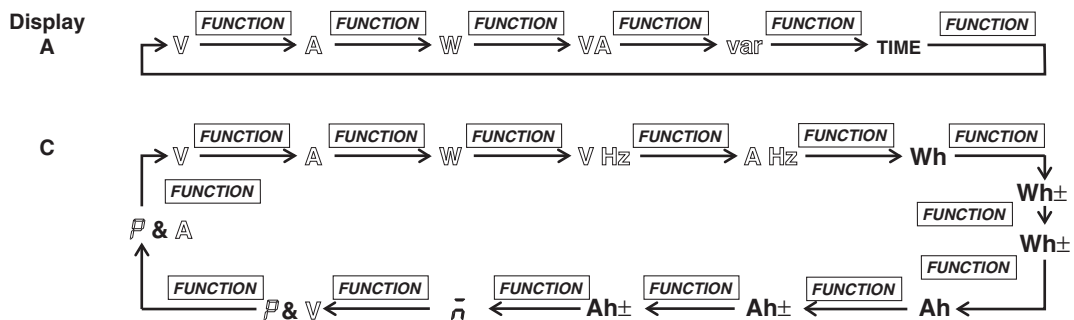 Display
A
FUNCTION FUNCTION FUNCTION FUNCTION FUNCTION FUNCTION
V A W VA var TIME
C
FUNCTION FUNCTION FUNCTION FUNCTION FUNCTION FUNCTION
V A W V Hz A Hz Wh
FUNCTION
Wh±
FUNCTION
P & A
Wh±
FUNCTION
FUNCTION FUNCTION FUNCTION FUNCTION FUNCTION
P & V n̄ Ah± Ah± Ah